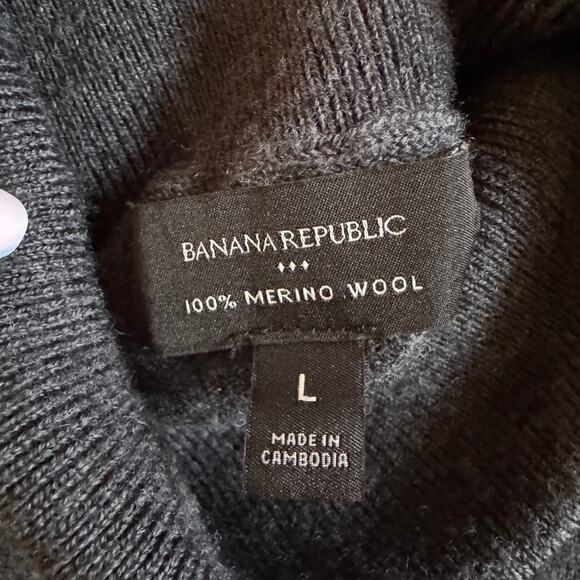 BANANA REPUBLIC
100% MERINO WOOL
L
MADE IN
CAMBODIA